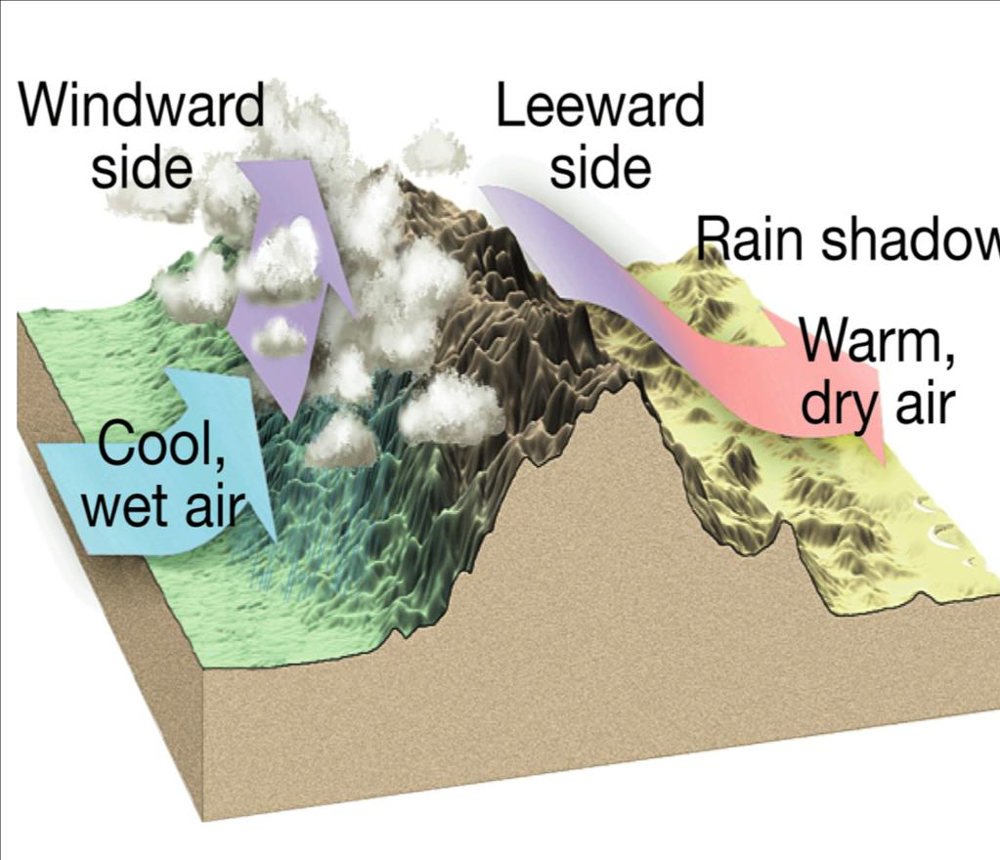 Windward
side
Leeward
side
Rain shadow
Warm,
dry air
Cool,
wet air